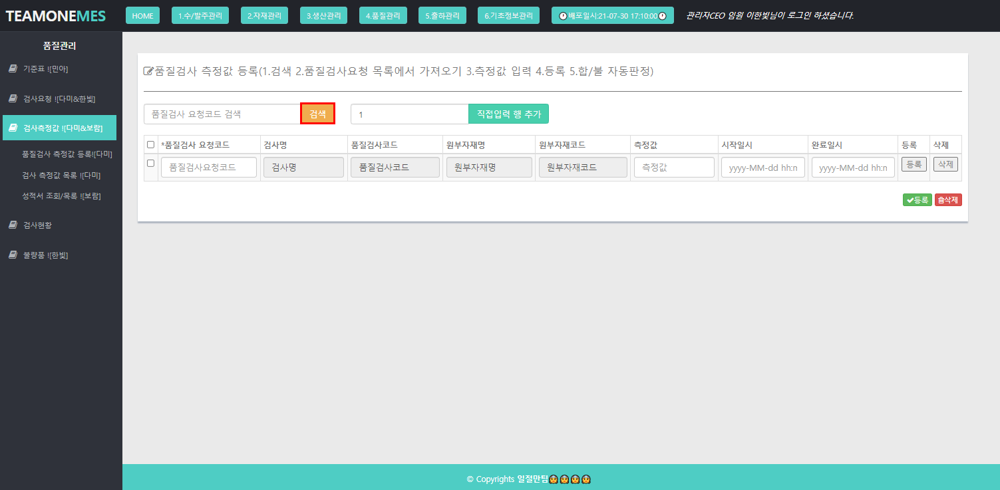 TEAMONEMES HOME 1.수/발주관리 2.자재관리 3.생산관리 4.품질관리 5.출하관리 6.기초정보관리 🕐배포일시:21-07-30 17:10:00🕐 관리자CEO 임원 이한빛님이 로그인 하셨습니다.
품질관리
기준표 ![민아]
검사요청 ![다미&한빛]
검사측정값 ![다미&보람]
품질검사 측정값 등록![다미]
검사 측정값 목록 ![다미]
성적서 조회/목록 ![보람]
검사현황
불량품 ![한빛]
품질검사 측정값 등록(1.검색 2.품질검사요청 목록에서 가져오기 3.측정값 입력 4.등록 5.합/불 자동판정)
품질검사 요청코드 검색 검색 1 직접입력 행 추가
*품질검사 요청코드 검사명 품질검사코드 원부자재명 원부자재코드 측정값 시작일시 완료일시 등록 삭제
품질검사요청코드 검사명 품질검사코드 원부자재명 원부자재코드 측정값 yyyy-MM-dd hh:n yyyy-MM-dd hh:n 등록 삭제
등록 삭제
© Copyrights 일절만팀